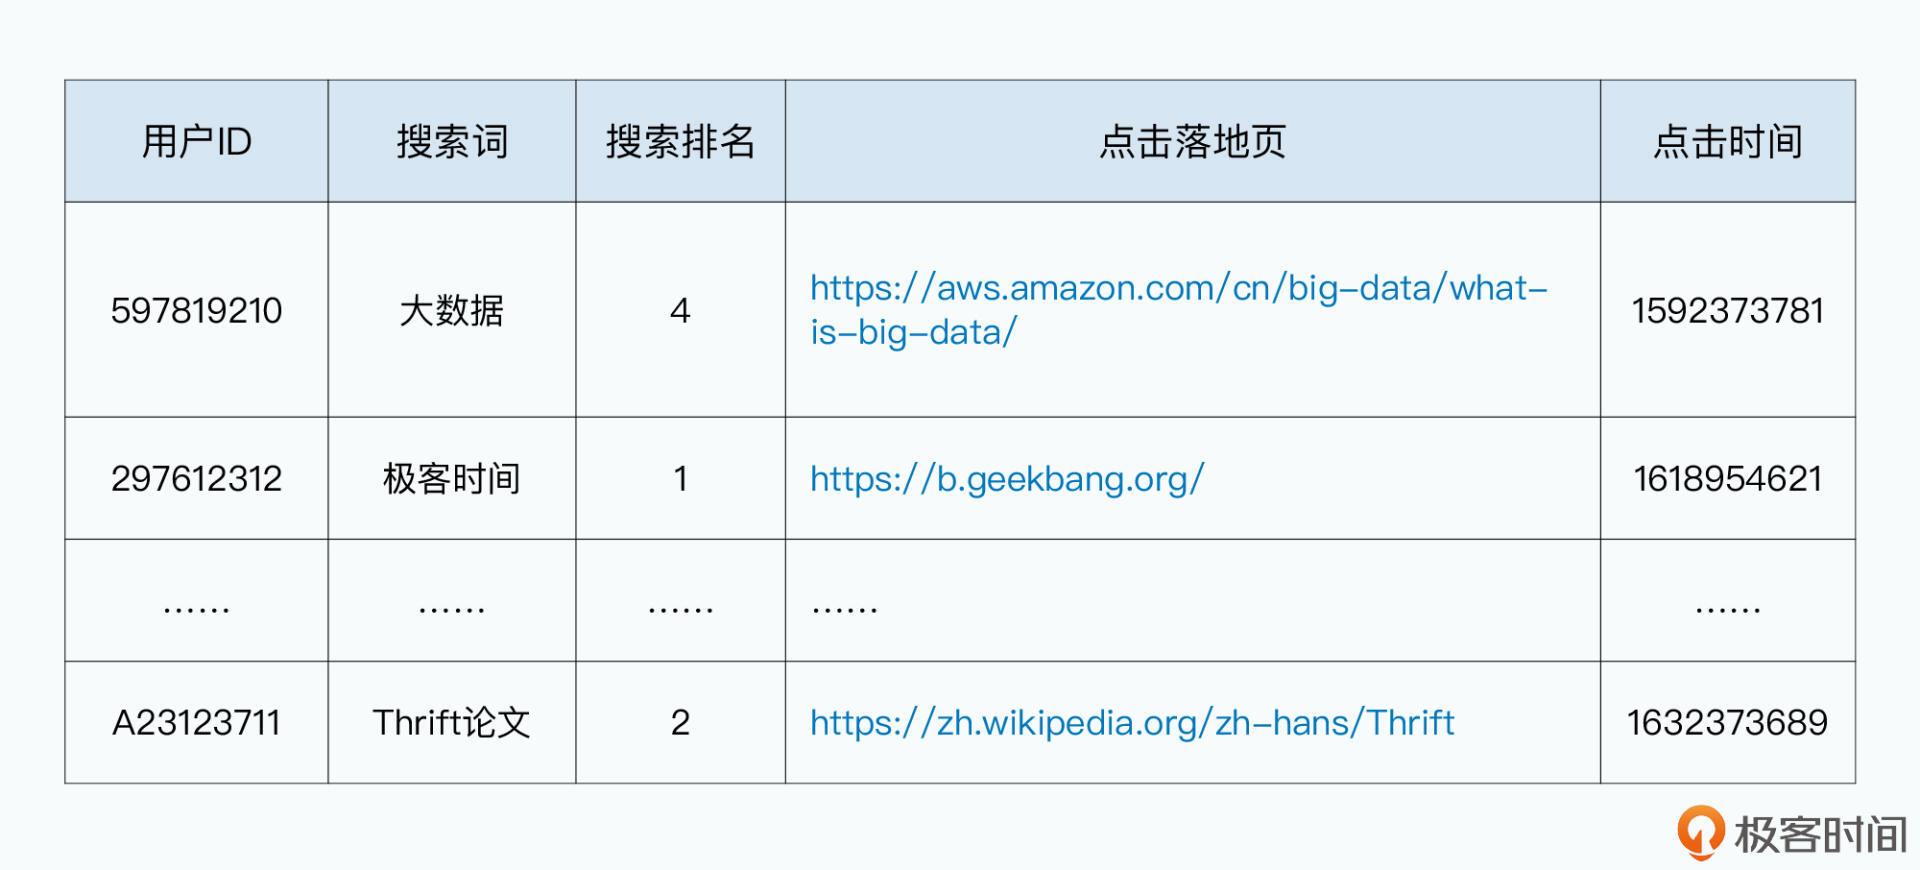 用户ID 搜索词 搜索排名 点击落地页 点击时间
597819210 大数据 4 https://aws.amazon.com/cn/big-data/what-
is-big-data/ 1592373781
297612312 极客时间 1 https://b.geekbang.org/ 1618954621
…… …… …… …… ……
A23123711 Thrift论文 2 https://zh.wikipedia.org/zh-hans/Thrift 1632373689
极客时间